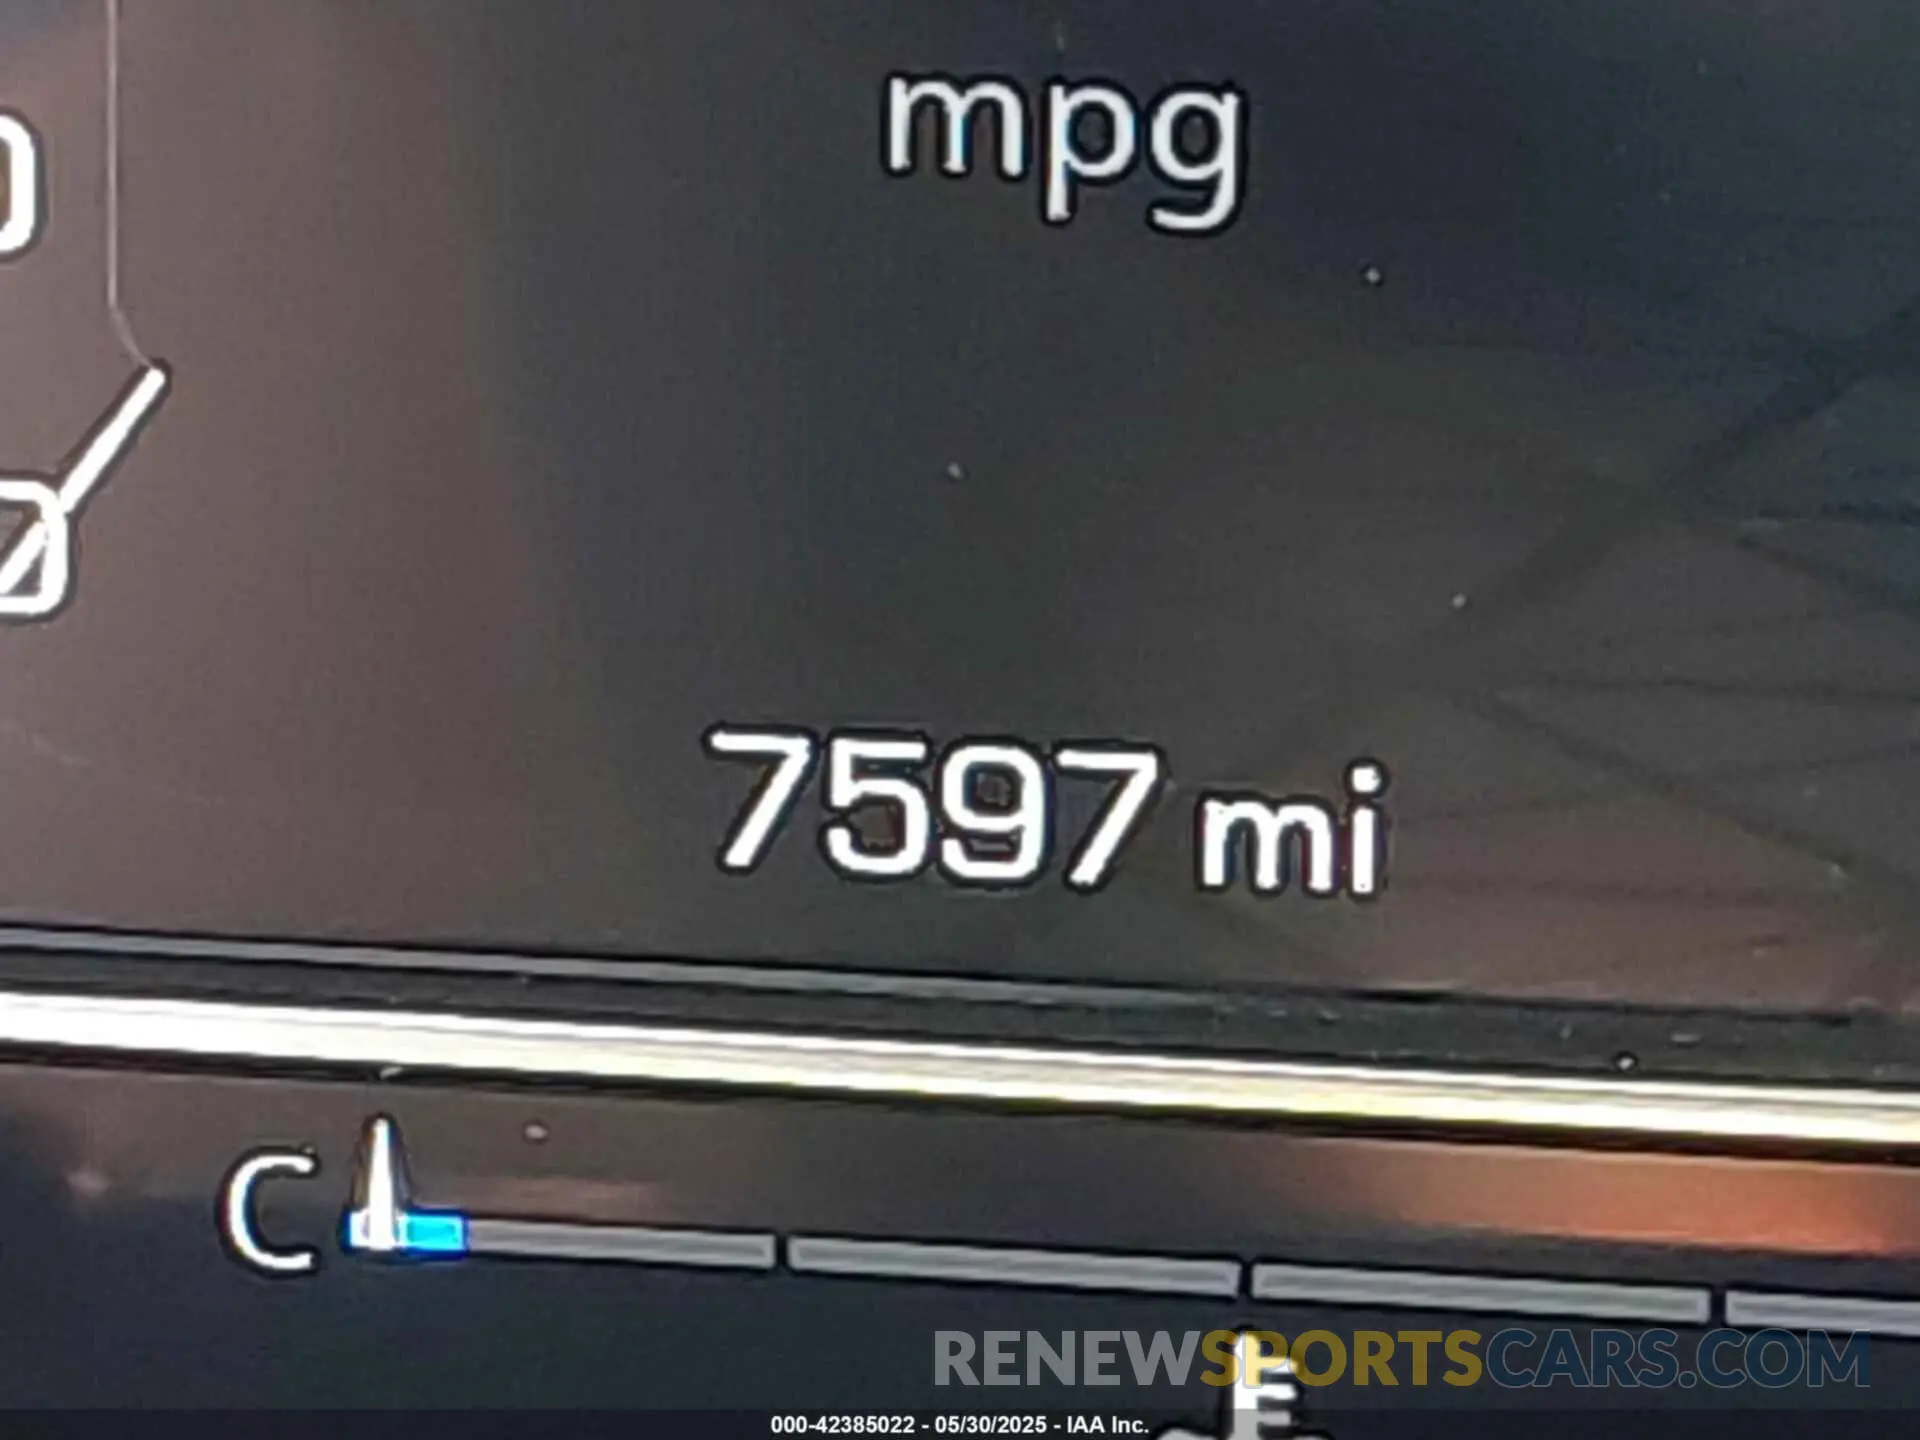 mpg
7597 mi
C
RENEWSPORTSCARS.COM
000-42385022 - 05/30/2025 - IAA Inc.